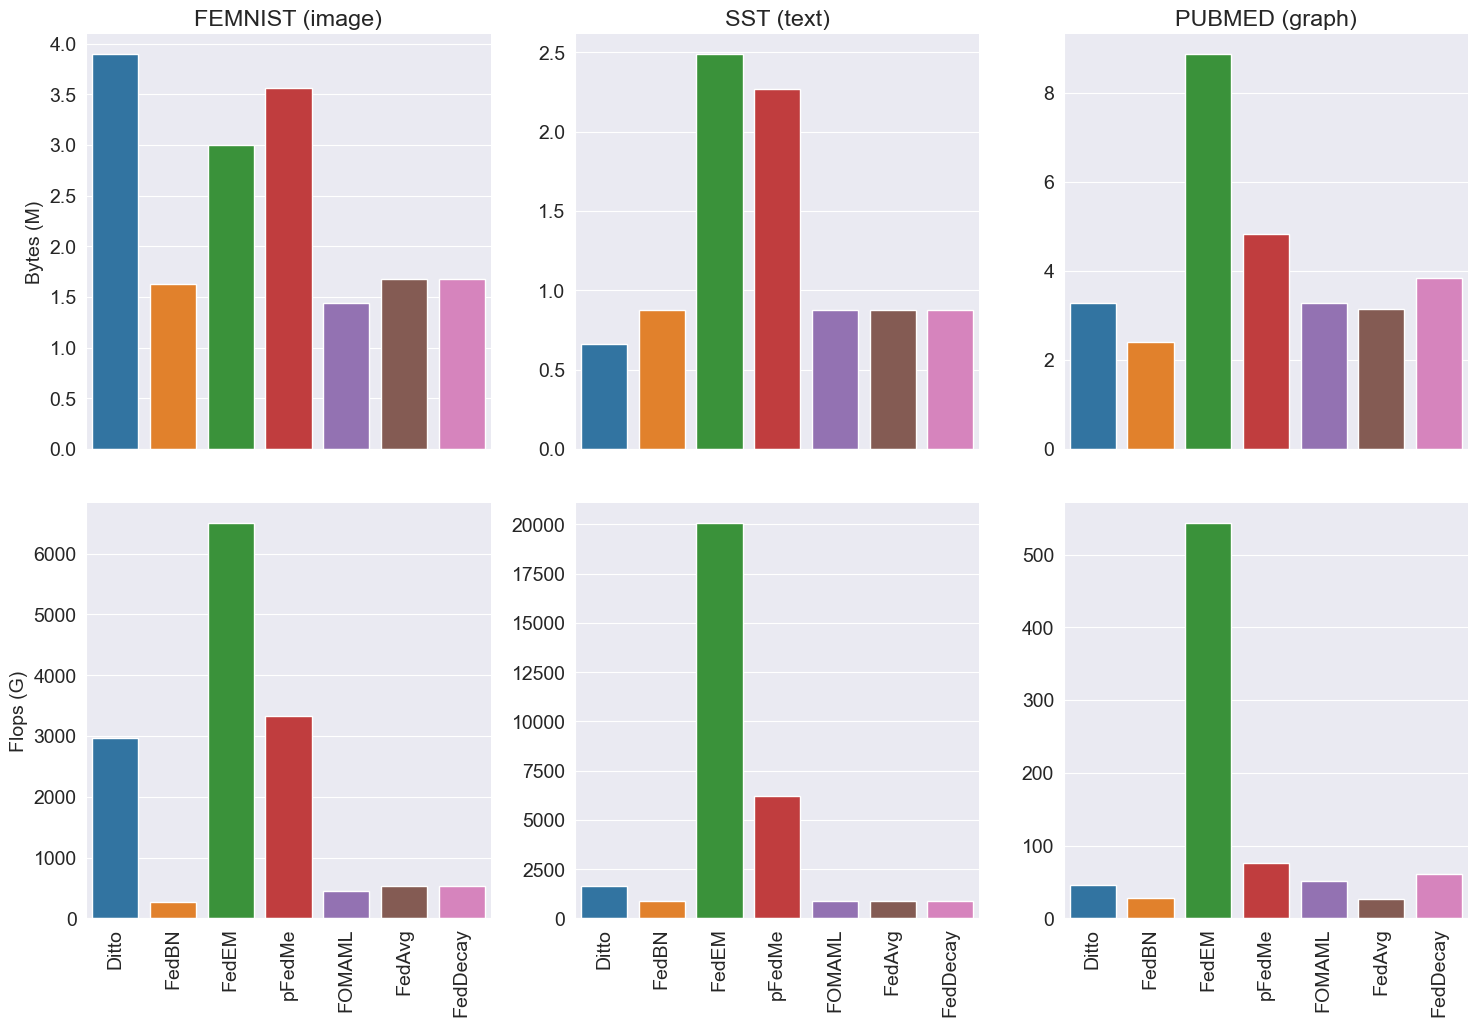 FEMNIST (image)
SST (text)
PUBMED (graph)
Bytes (M)
4.0
3.5
3.0
2.5
2.0
1.5
1.0
0.5
0.0
2.5
2.0
1.5
1.0
0.5
0.0
8
6
4
2
0
Flops (G)
6000
5000
4000
3000
2000
1000
0
20000
17500
15000
12500
10000
7500
5000
2500
0
500
400
300
200
100
0
Ditto
FedBN
FedEM
pFedMe
FOMAML
FedAvg
FedDecay
Ditto
FedBN
FedEM
pFedMe
FOMAML
FedAvg
FedDecay
Ditto
FedBN
FedEM
pFedMe
FOMAML
FedAvg
FedDecay